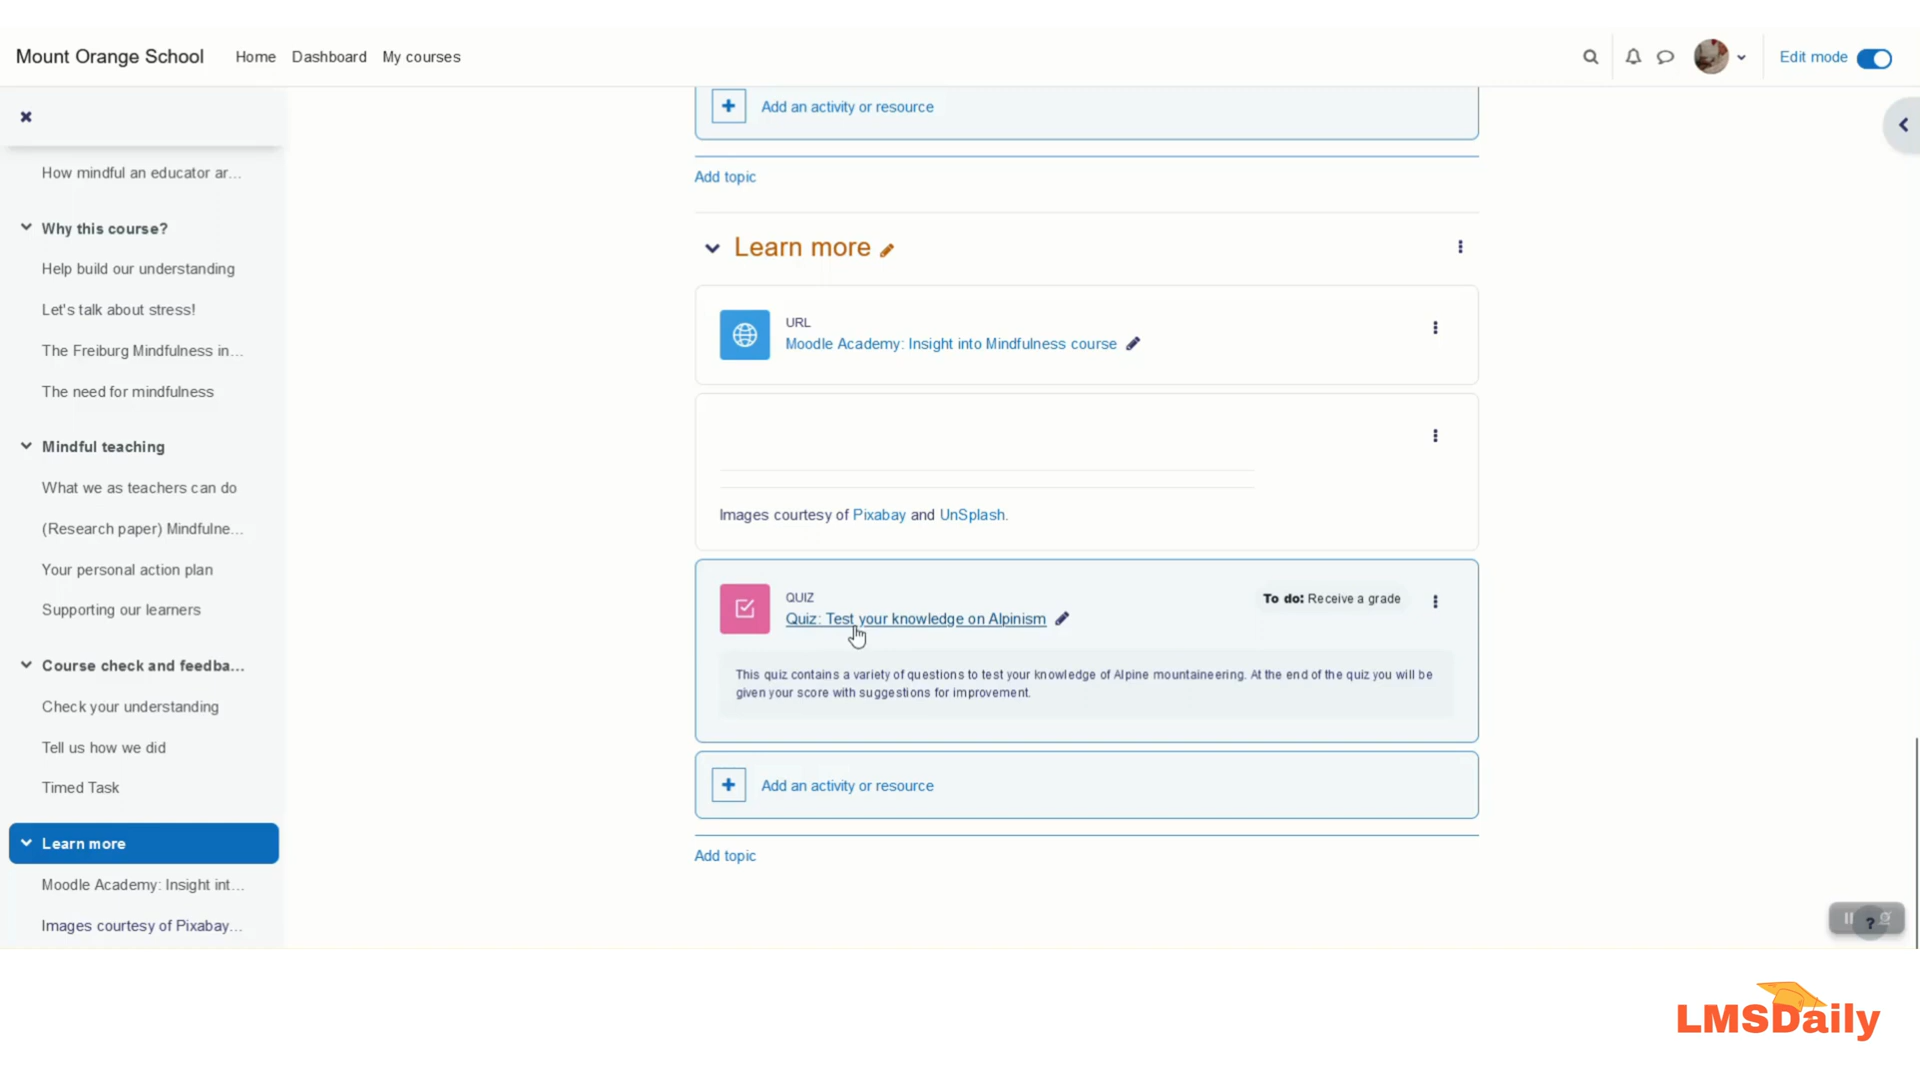 Mount Orange School
Home
Dashboard
My courses
Edit mode
How mindful an educator ar...
Why this course?
Help build our understanding
Let's talk about stress!
The Freiburg Mindfulness in...
The need for mindfulness
Mindful teaching
What we as teachers can do
(Research paper) Mindfulne...
Your personal action plan
Supporting our learners
Course check and feedba...
Check your understanding
Tell us how we did
Timed Task
Learn more
Moodle Academy: Insight int...
Images courtesy of Pixabay...
Add an activity or resource
Add topic
Learn more
URL
Moodle Academy: Insight into Mindfulness course
Images courtesy of Pixabay and UnSplash.
QUIZ
Quiz: Test your knowledge on Alpinism
To do: Receive a grade
This quiz contains a variety of questions to test your knowledge of Alpine mountaineering. At the end of the quiz you will be
given your score with suggestions for improvement.
Add an activity or resource
Add topic
?
LMSDaily